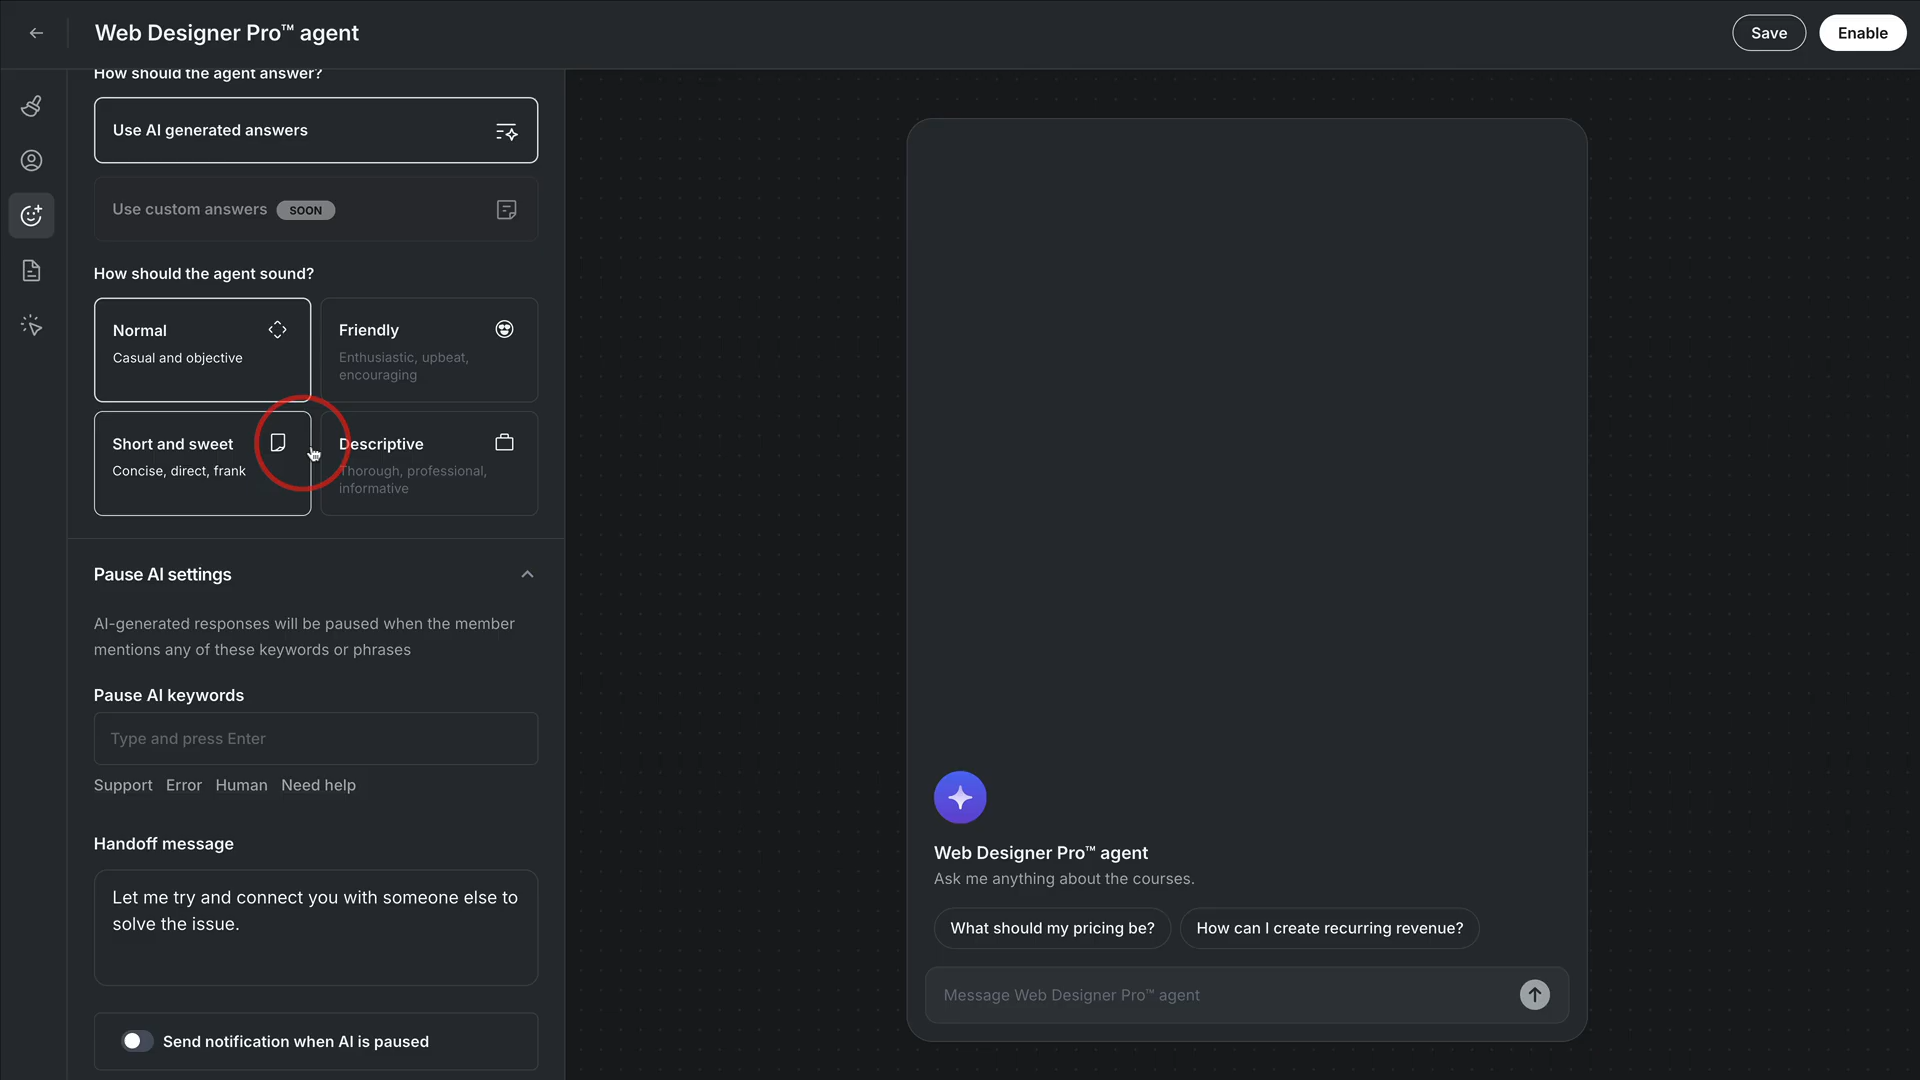 Web Designer Pro™ agent
Save
Enable
How should the agent answer?
Use AI generated answers
Use custom answers SOON
How should the agent sound?
Normal
Casual and objective
Friendly
Enthusiastic, upbeat,
encouraging
Short and sweet
Concise, direct, frank
Descriptive
Thorough, professional,
informative
Pause AI settings
AI-generated responses will be paused when the member
mentions any of these keywords or phrases
Pause AI keywords
Type and press Enter
Support Error Human Need help
Handoff message
Let me try and connect you with someone else to
solve the issue.
Send notification when AI is paused
Web Designer Pro™ agent
Ask me anything about the courses.
What should my pricing be?
How can I create recurring revenue?
Message Web Designer Pro™ agent